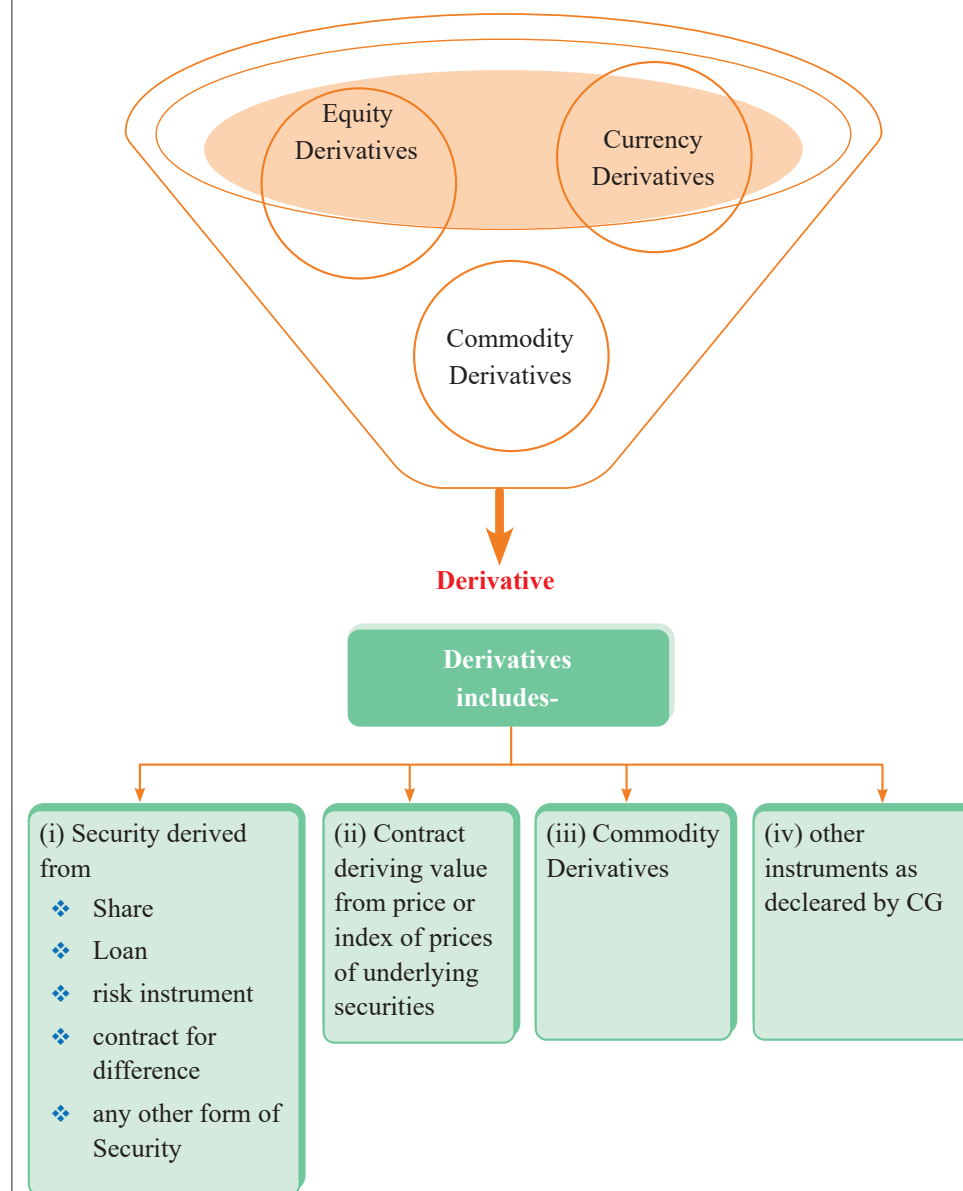 Equity
Derivatives
Currency
Derivatives
Commodity
Derivatives
Derivative
Derivatives
includes-
(i) Security derived
from
❖ Share
❖ Loan
❖ risk instrument
❖ contract for
difference
❖ any other form of
Security
(ii) Contract
deriving value
from price or
index of prices
of underlying
securities
(iii) Commodity
Derivatives
(iv) other
instruments as
decleared by CG